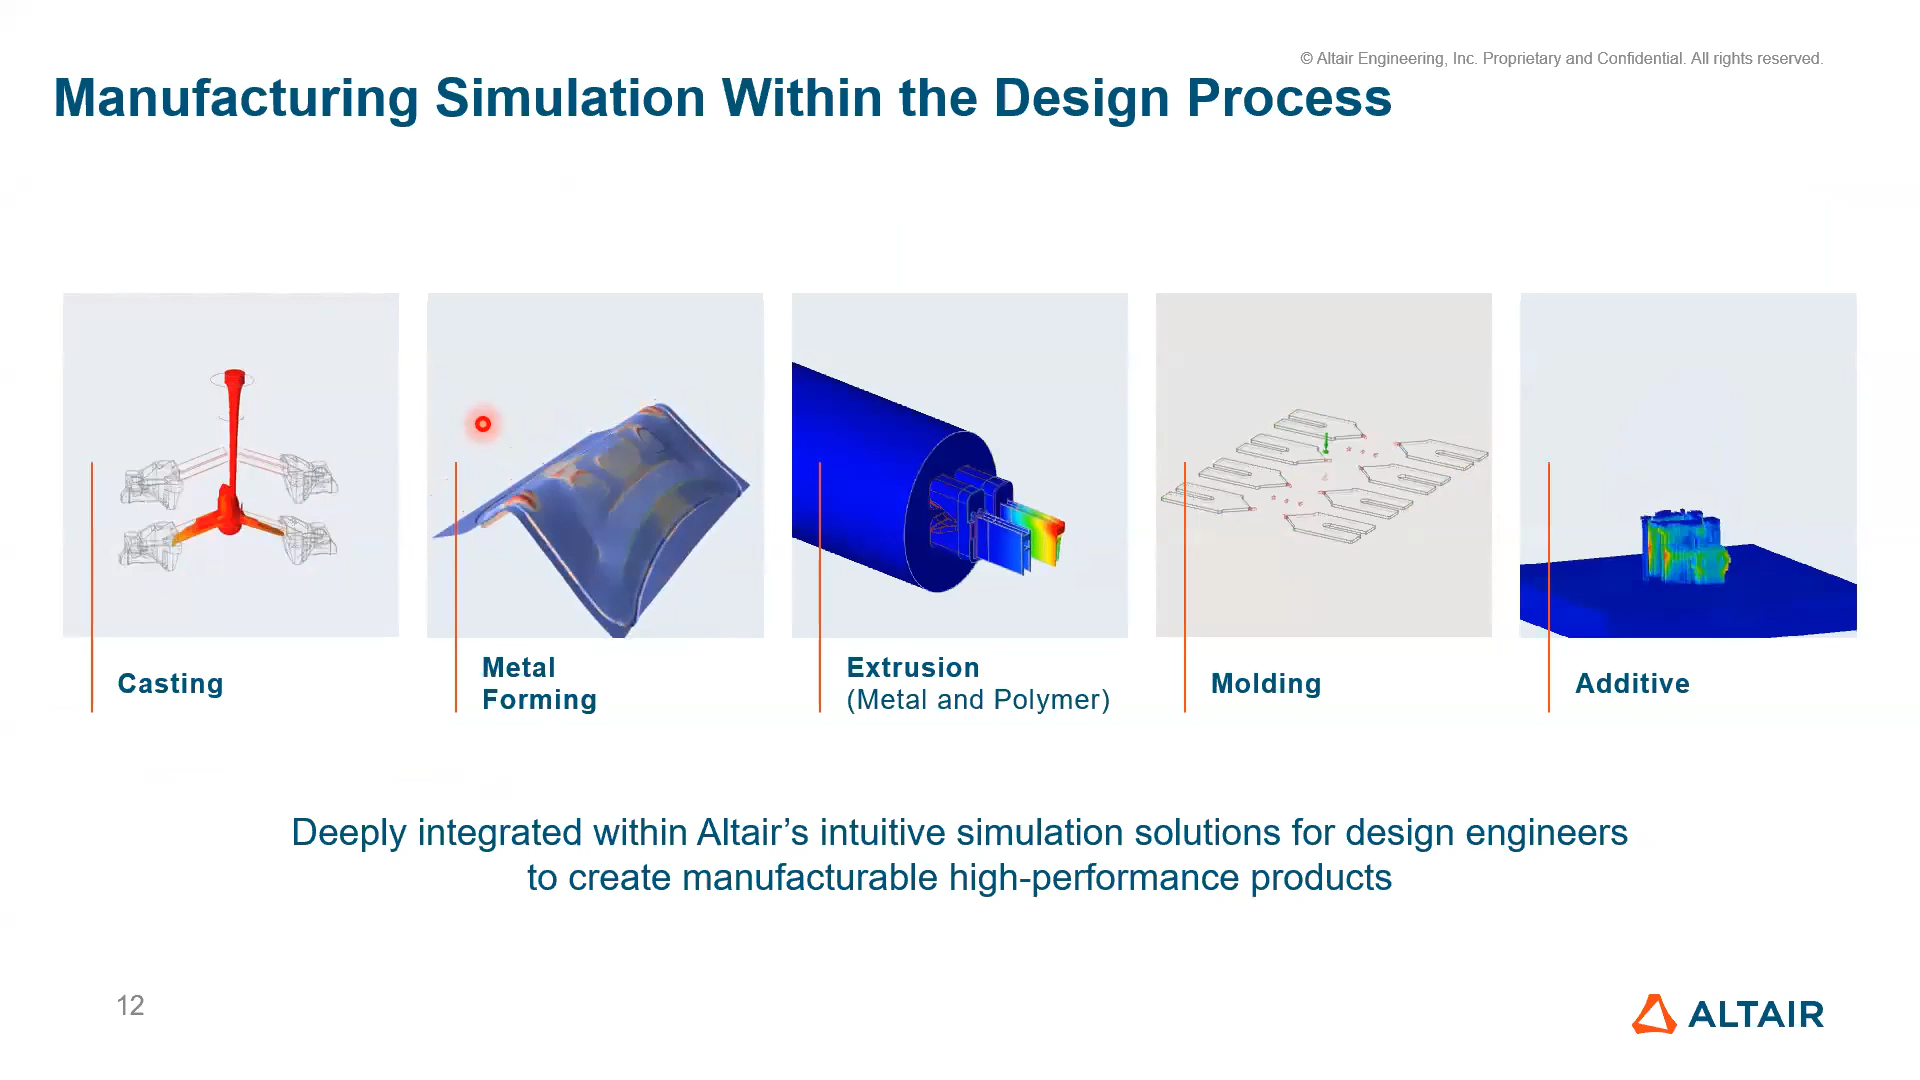 © Altair Engineering, Inc. Proprietary and Confidential. All rights reserved.
Manufacturing Simulation Within the Design Process
Casting
Metal
Forming
Extrusion
(Metal and Polymer)
Molding
Additive
Deeply integrated within Altair’s intuitive simulation solutions for design engineers
to create manufacturable high-performance products
12
ALTAIR